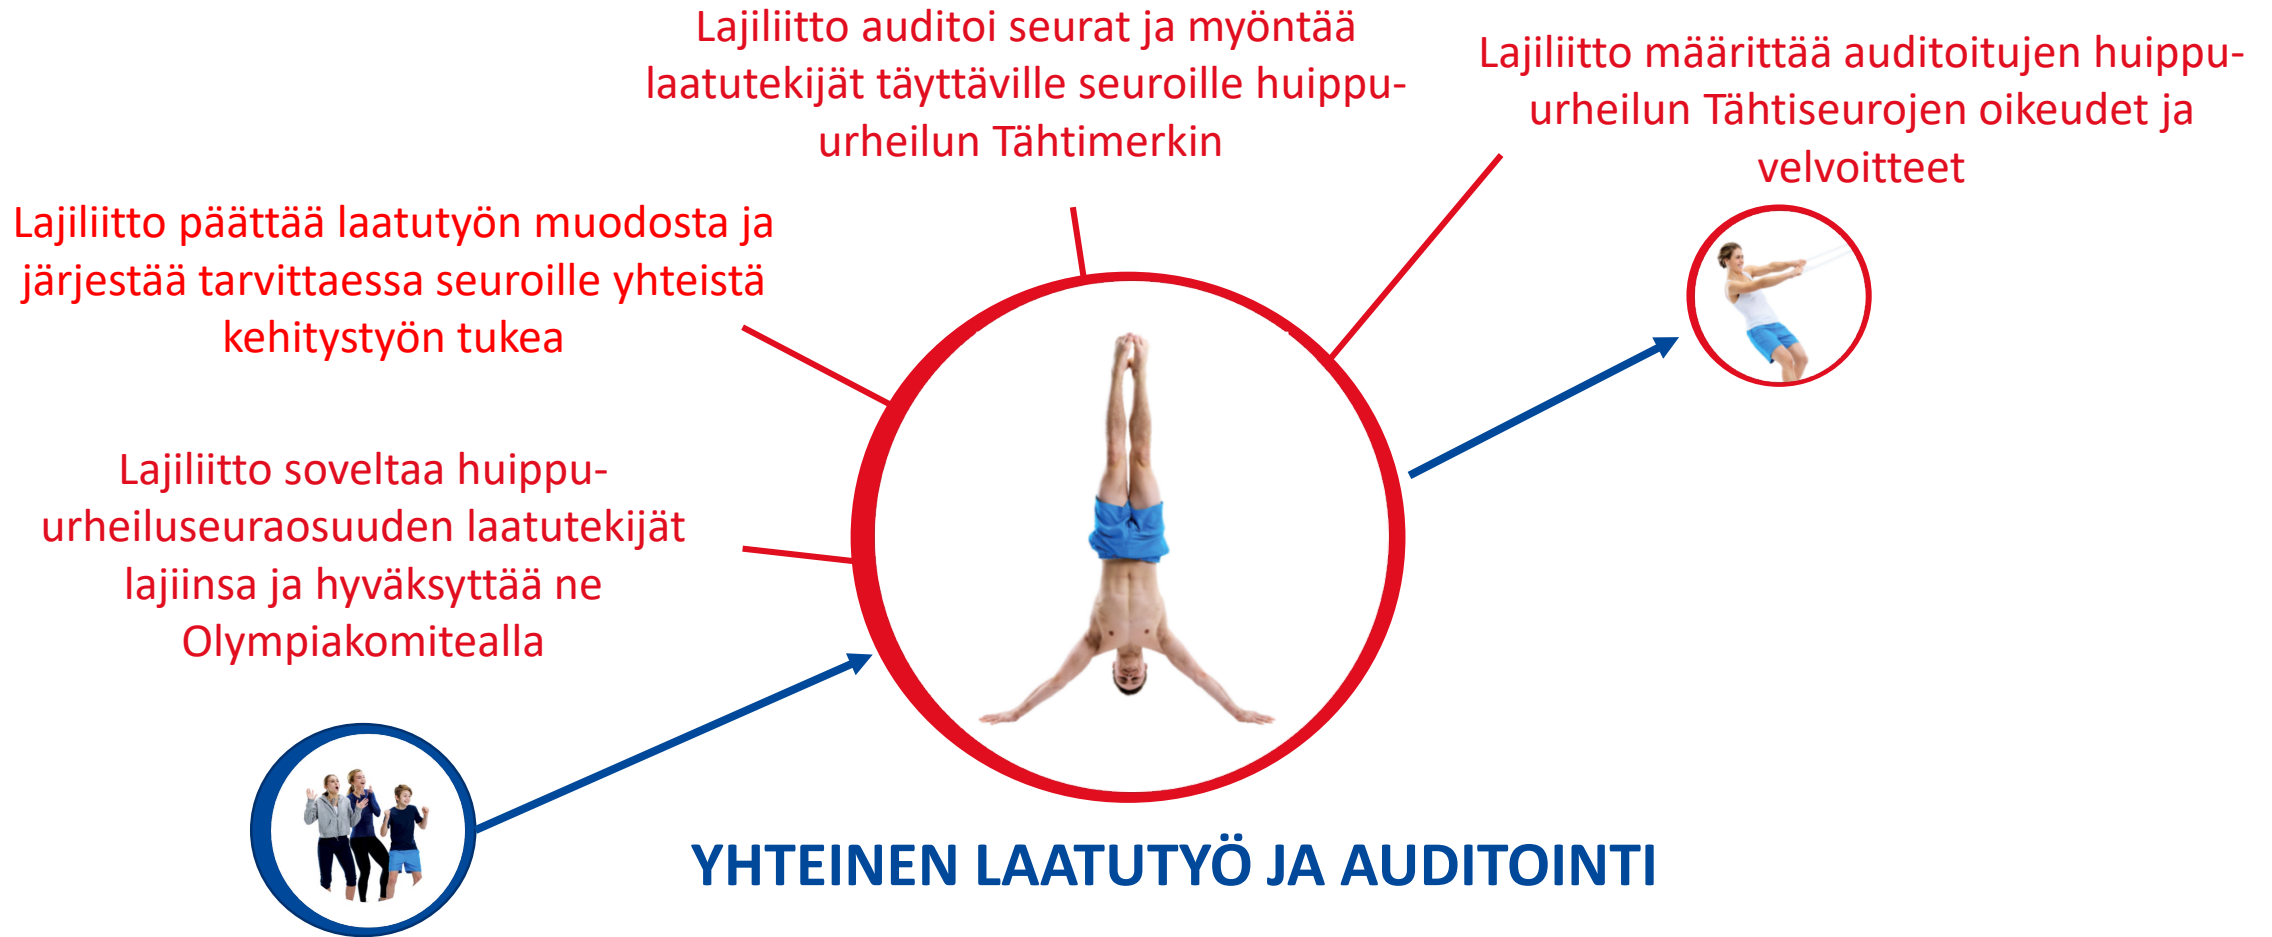 Lajiliitto auditoi seurat ja myöntää
laatutekijät täyttäville seuroille huippu-
urheilun Tähtimerkin
Lajiliitto määrittää auditoitujen huippu-
urheilun Tähtiseurojen oikeudet ja
velvoitteet
Lajiliitto päättää laatutyön muodosta ja
järjestää tarvittaessa seuroille yhteistä
kehitystyön tukea
Lajiliitto soveltaa huippu-
urheiluseuraosuuden laatutekijät
lajiinsa ja hyväksyttää ne
Olympiakomitealla
YHTEINEN LAATUTYÖ JA AUDITOINTI